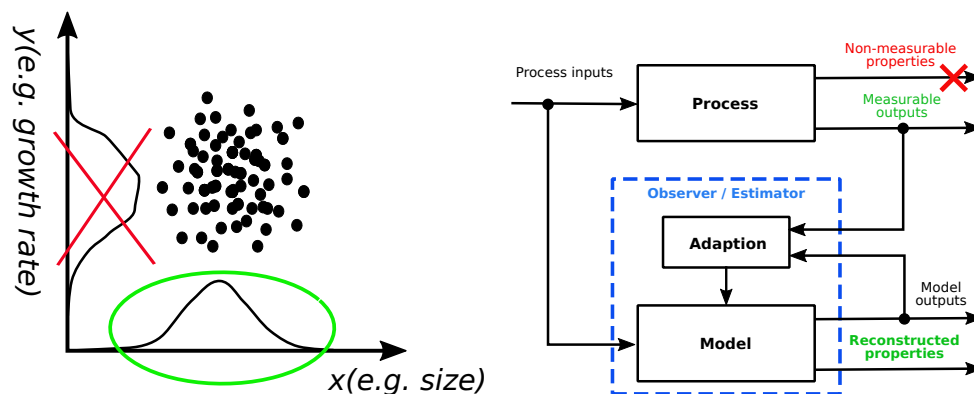 y(e.g. growth rate)
x(e.g. size)
Process inputs
Process
Non-measurable
properties
Measurable
outputs
Observer / Estimator
Adaption
Model
Model
outputs
Reconstructed
properties